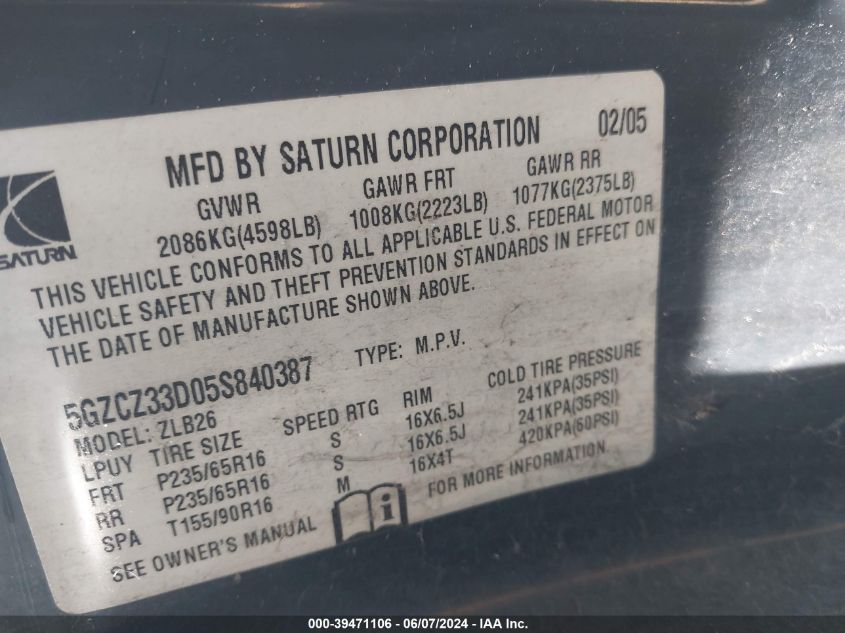 MFD BY SATURN CORPORATION 02/05
GVWR GAWR FRT GAWR RR
2086KG(4598LB) 1008KG(2223LB) 1077KG(2375LB)
SATURN
THIS VEHICLE CONFORMS TO ALL APPLICABLE U.S. FEDERAL MOTOR
VEHICLE SAFETY AND THEFT PREVENTION STANDARDS IN EFFECT ON
THE DATE OF MANUFACTURE SHOWN ABOVE.
5GZCZ33D05S840387 TYPE: M.P.V.
MODEL: ZLB26
LPUY TIRE SIZE SPEED RTG RIM COLD TIRE PRESSURE
FRT P235/65R16 S 16X6.5J 241KPA(35PSI)
RR P235/65R16 S 16X6.5J 241KPA(35PSI)
SPA T155/90R16 M 16X4T 420KPA(60PSI)
SEE OWNER'S MANUAL i FOR MORE INFORMATION
000-39471106 - 06/07/2024 - IAA Inc.